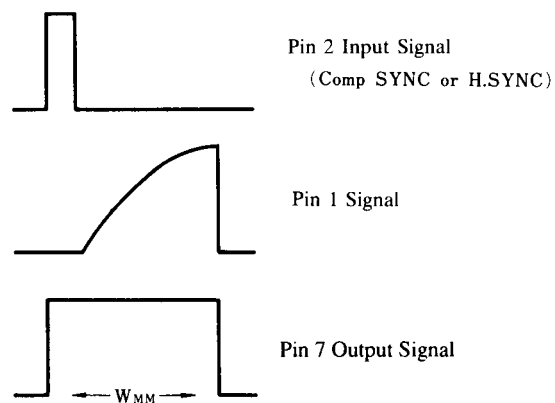 Pin 2 Input Signal
(Comp SYNC or H.SYNC)
Pin 1 Signal
Pin 7 Output Signal
WMM